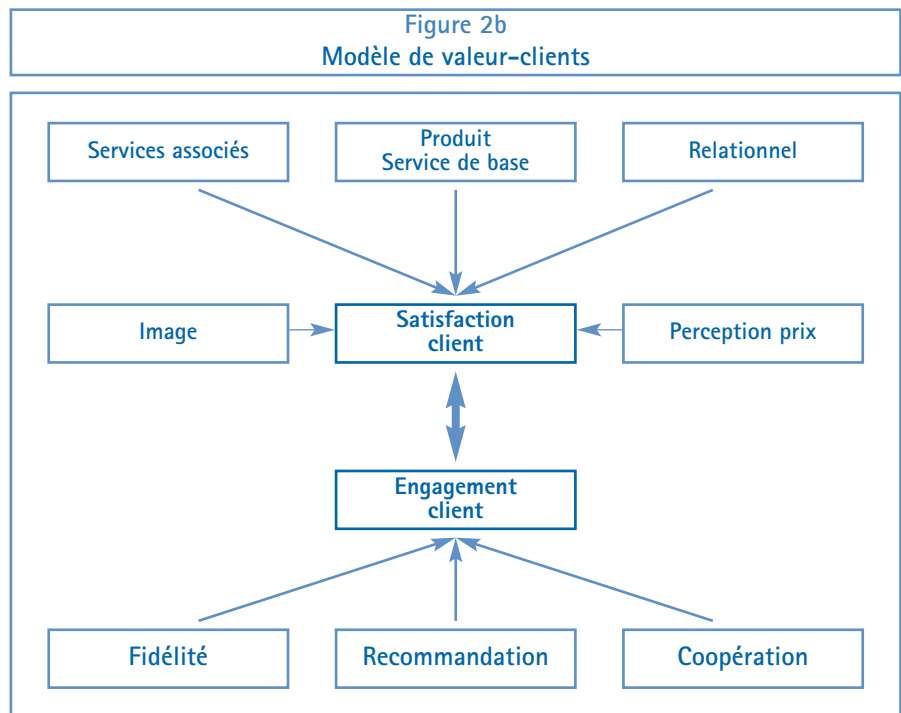 Figure 2b
Modèle de valeur-clients
Services associés
Produit
Service de base
Relationnel
Image
Satisfaction
client
Perception prix
Engagement
client
Fidélité
Recommandation
Coopération